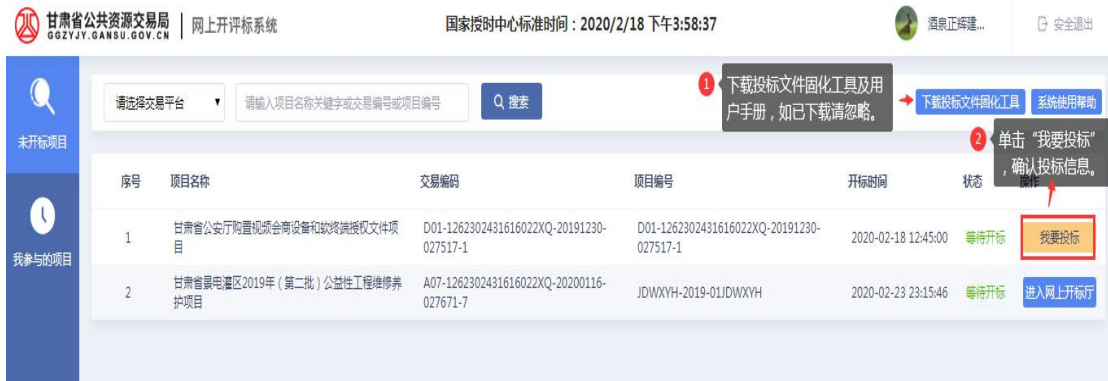 甘肃省公共资源交易局
GGZYJY.GANSU.GOV.CN
网上开评标系统
国家授时中心标准时间：2020/2/18 下午3:58:37
酒泉正辉建...
安全退出
未开标项目
我参与的项目
请选择交易平台
请输入项目名称关键字或交易编号或项目编号
搜索
1
下载投标文件固化工具及用
户手册，如已下载请忽略。
下载投标文件固化工具
系统使用帮助
2
单击“我要投标”
，确认投标信息。
序号 项目名称 交易编码 项目编号 开标时间 状态 操作
1
甘肃省公安厅购置视频会商设备和软终端授权文件项
目
D01-1262302431616022XQ-20191230-
027517-1
D01-1262302431616022XQ-20191230-
027517-1
2020-02-18 12:45:00
等待开标
我要投标
2
甘肃省景电灌区2019年（第二批）公益性工程维修养
护项目
A07-1262302431616022XQ-20200116-
027671-7
JDWXYH-2019-01JDWXYH
2020-02-23 23:15:46
等待开标
进入网上开标厅